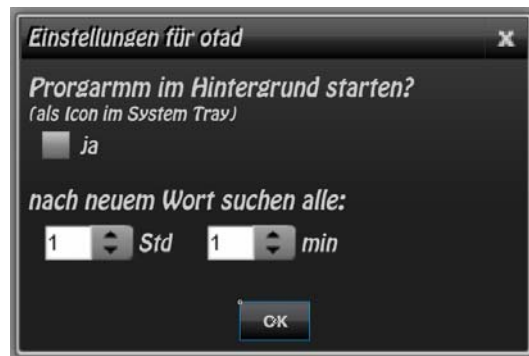 Einstellungen für otad
x
Prorgarmm im Hintergrund starten?
(als Icon im System Tray)
ja
nach neuem Wort suchen alle:
1 Std 1 min
OK